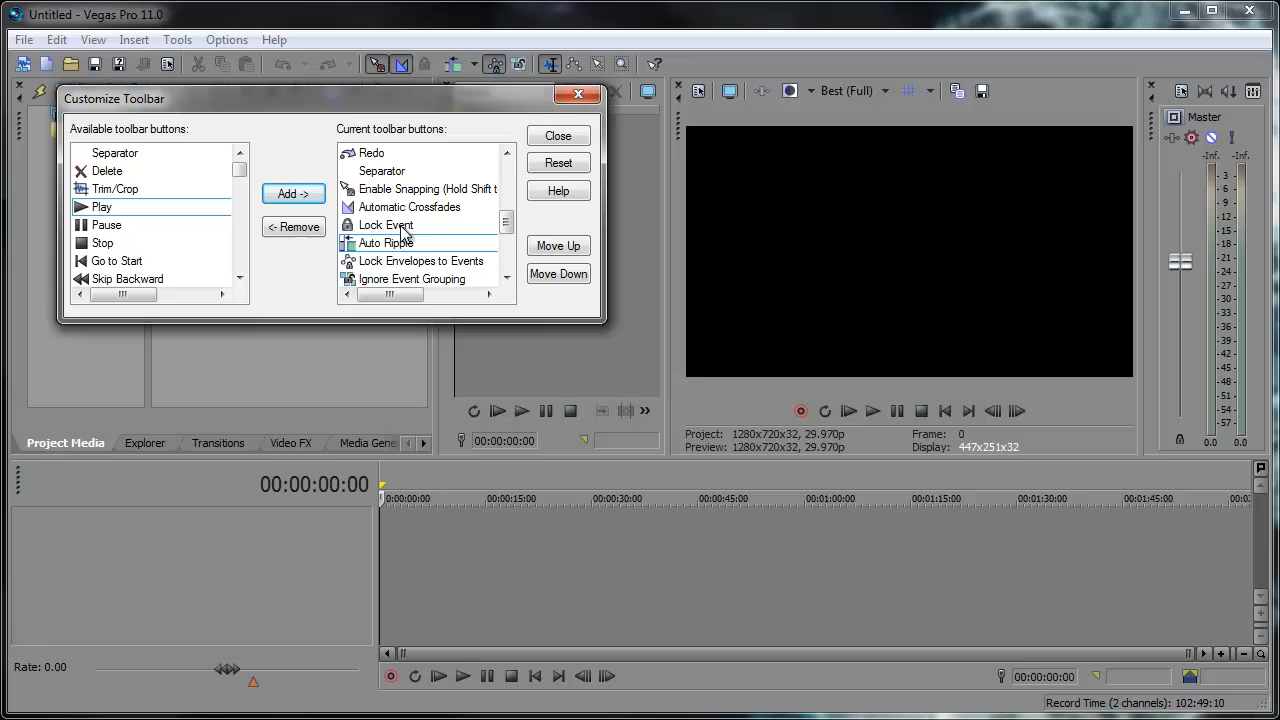 Untitled - Vegas Pro 11.0
File Edit View Insert Tools Options Help
Best (Full)
Customize Toolbar
Available toolbar buttons:
Separator
Delete
Trim/Crop
Play
Pause
Stop
Go to Start
Skip Backward
Add ->
<- Remove
Current toolbar buttons:
Redo
Separator
Enable Snapping (Hold Shift t
Automatic Crossfades
Lock Event
Auto Ripple
Lock Envelopes to Events
Ignore Event Grouping
Close
Reset
Help
Move Up
Move Down
Master
-Inf. -Inf.
- 3 -
- 6 -
- 9 -
- 12 -
- 15 -
- 18 -
- 21 -
- 24 -
- 27 -
- 30 -
- 33 -
- 36 -
- 39 -
- 42 -
- 45 -
- 48 -
- 51 -
- 54 -
- 57 -
0.0 0.0
Project Media Explorer Transitions Video FX Media Gene
00:00:00:00
Project: 1280x720x32, 29.970p Frame: 0
Preview: 1280x720x32, 29.970p Display: 447x251x32
00:00:00:00
0:00:00:00 00:00:15:00 00:00:30:00 00:00:45:00 00:01:00:00 00:01:15:00 00:01:30:00 00:01:45:00 00:0
Rate: 0.00
00:00:00:00
Record Time (2 channels): 102:49:10